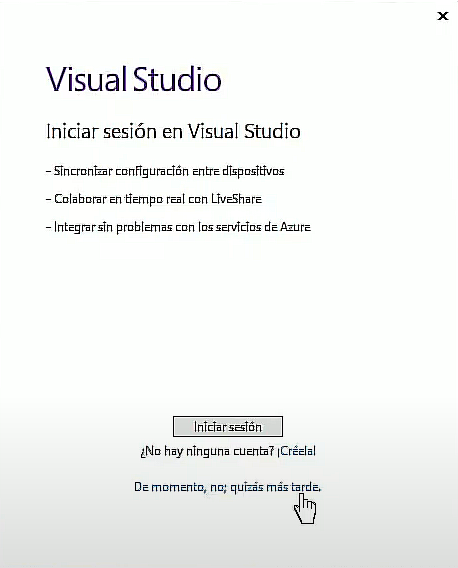 Visual Studio
Iniciar sesión en Visual Studio
- Sincronizar configuración entre dispositivos
- Colaborar en tiempo real con LiveShare
- Integrar sin problemas con los servicios de Azure
Iniciar sesión
¿No hay ninguna cuenta? ¡Créela!
De momento, no; quizás más tarde.